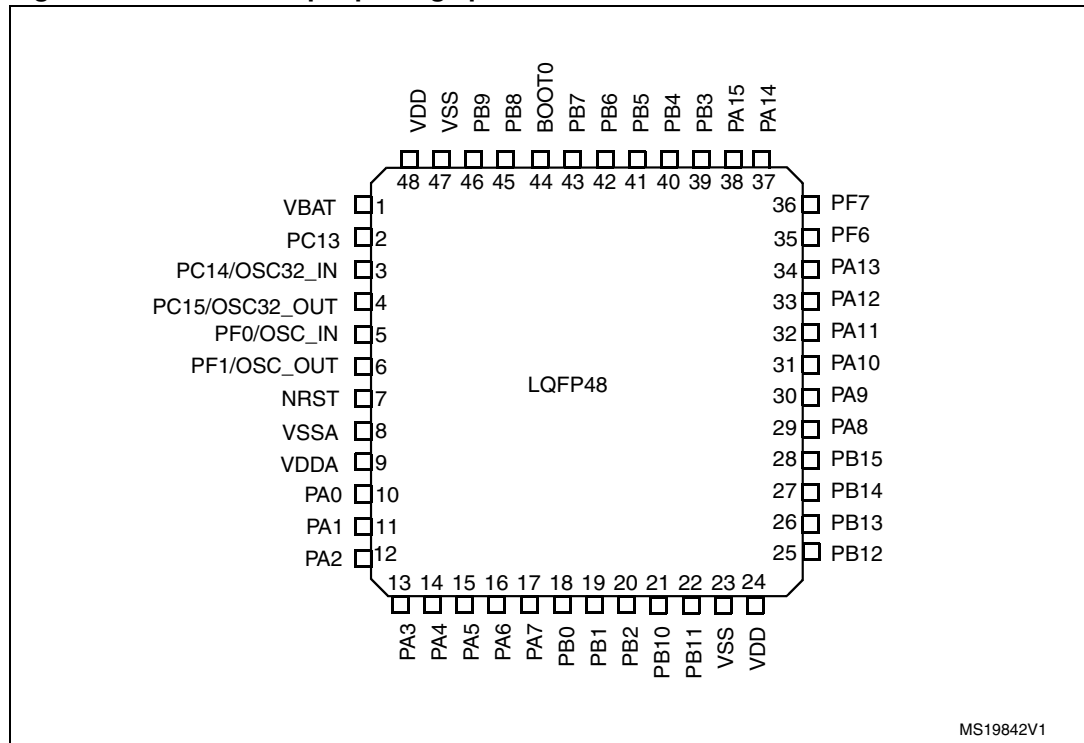 VDD
VSS
PB9
PB8
BOOT0
PB7
PB6
PB5
PB4
PB3
PA15
PA14
48 47 46 45 44 43 42 41 40 39 38 37
VBAT 1
PC13 2
PC14/OSC32_IN 3
PC15/OSC32_OUT 4
PF0/OSC_IN 5
PF1/OSC_OUT 6
NRST 7
VSSA 8
VDDA 9
PA0 10
PA1 11
PA2 12
LQFP48
36 PF7
35 PF6
34 PA13
33 PA12
32 PA11
31 PA10
30 PA9
29 PA8
28 PB15
27 PB14
26 PB13
25 PB12
13 14 15 16 17 18 19 20 21 22 23 24
PA3
PA4
PA5
PA6
PA7
PB0
PB1
PB2
PB10
PB11
VSS
VDD
MS19842V1